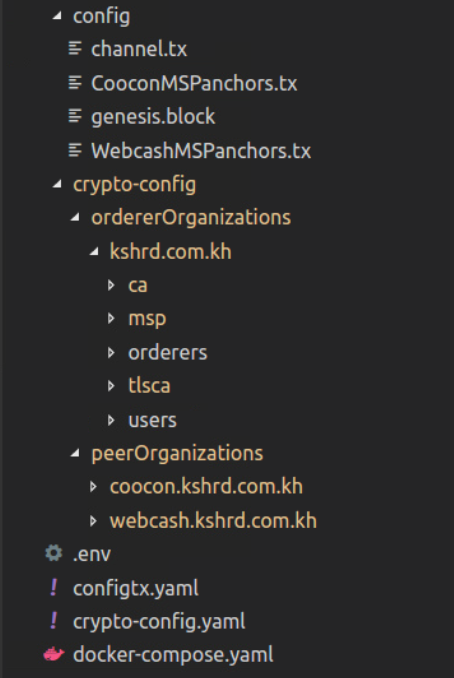 config
channel.tx
CooconMSPanchors.tx
genesis.block
WebcashMSPanchors.tx
crypto-config
ordererOrganizations
kshrd.com.kh
ca
msp
orderers
tlsca
users
peerOrganizations
coocon.kshrd.com.kh
webcash.kshrd.com.kh
.env
configtx.yaml
crypto-config.yaml
docker-compose.yaml